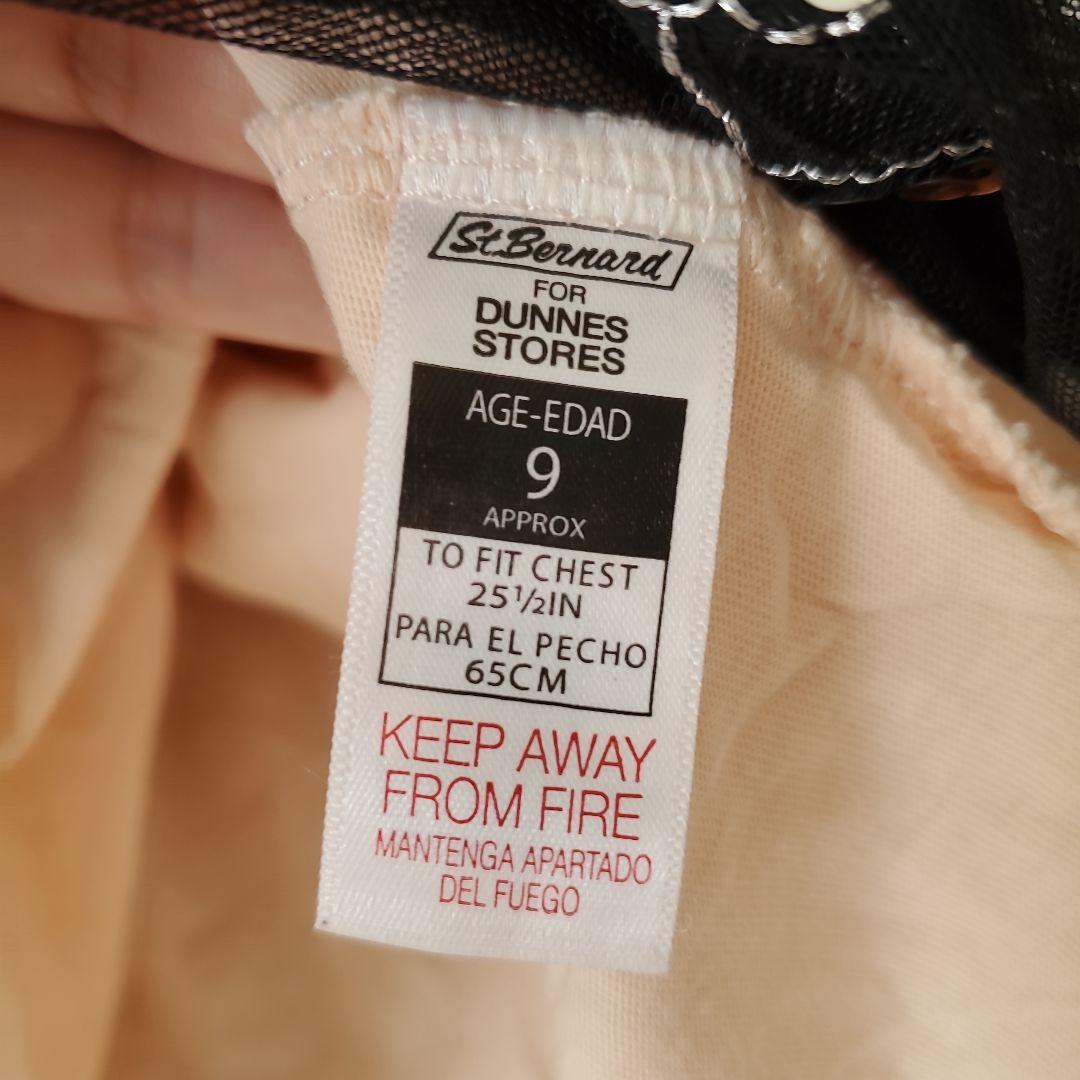 St.Bernard
FOR
DUNNES
STORES
AGE-EDAD
9
APPROX
TO FIT CHEST
25½IN
PARA EL PECHO
65CM
KEEP AWAY
FROM FIRE
MANTENGA APARTADO
DEL FUEGO